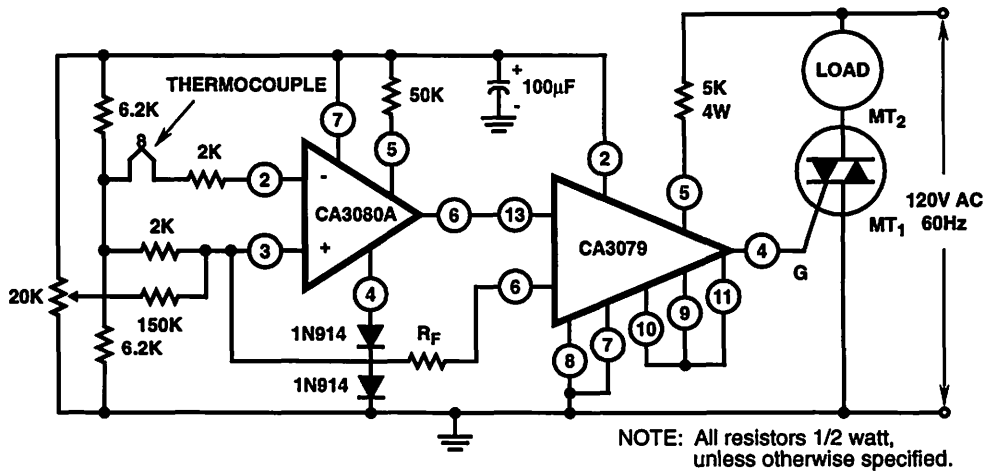 THERMOCOUPLE
6.2K
2K
7
50K
5
+
-
100μF
5K
4W
LOAD
MT2
2
-
CA3080A
6
13
2
5
CA3079
4
G
MT1
120V AC
60Hz
2K
3
+
4
6
20K
150K
6.2K
1N914
RF
1N914
8
7
10
9
11
NOTE: All resistors 1/2 watt,
unless otherwise specified.